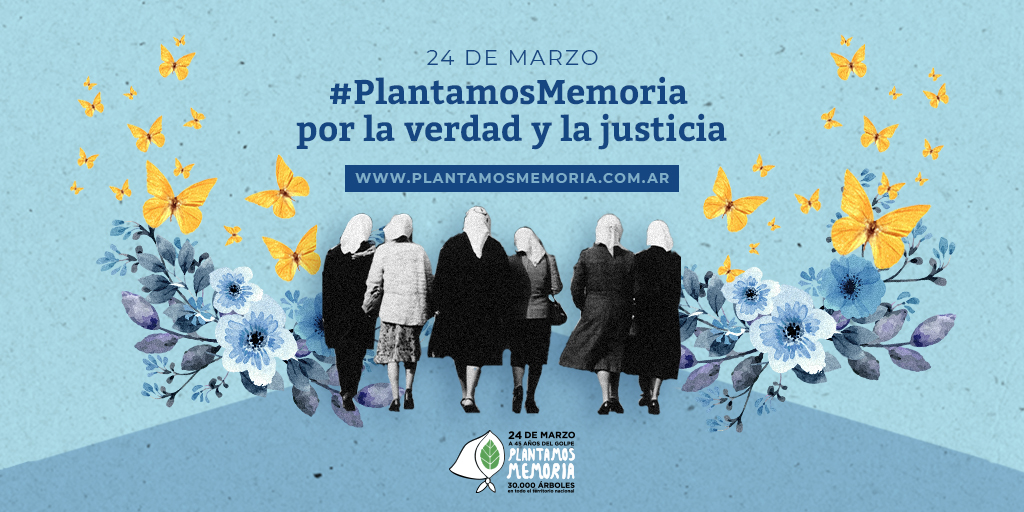 24 DE MARZO
#PlantamosMemoria
por la verdad y la justicia
WWW.PLANTAMOSMEMORIA.COM.AR
24 DE MARZO
A 45 AÑOS DEL GOLPE
PLANTAMOS
MEMORIA
30.000 ÁRBOLES
en todo el territorio nacional